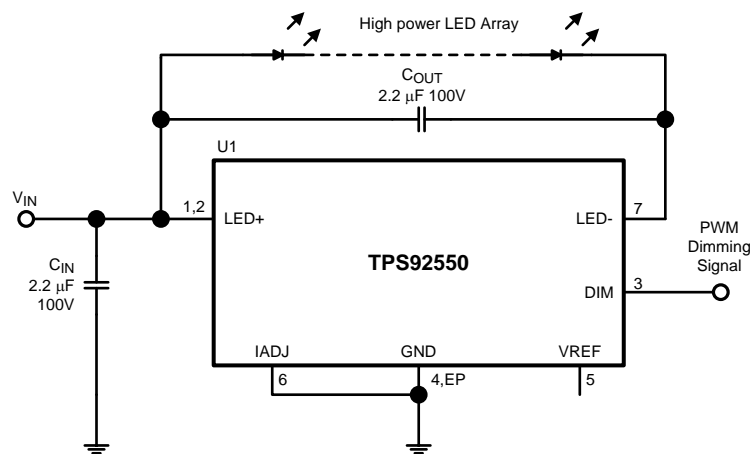 High power LED Array
COUT
2.2 μF 100V
U1
VIN
1,2
LED+
LED-
7
PWM
Dimming
Signal
CIN
2.2 μF
100V
TPS92550
DIM
3
IADJ
GND
VREF
6
4,EP
5